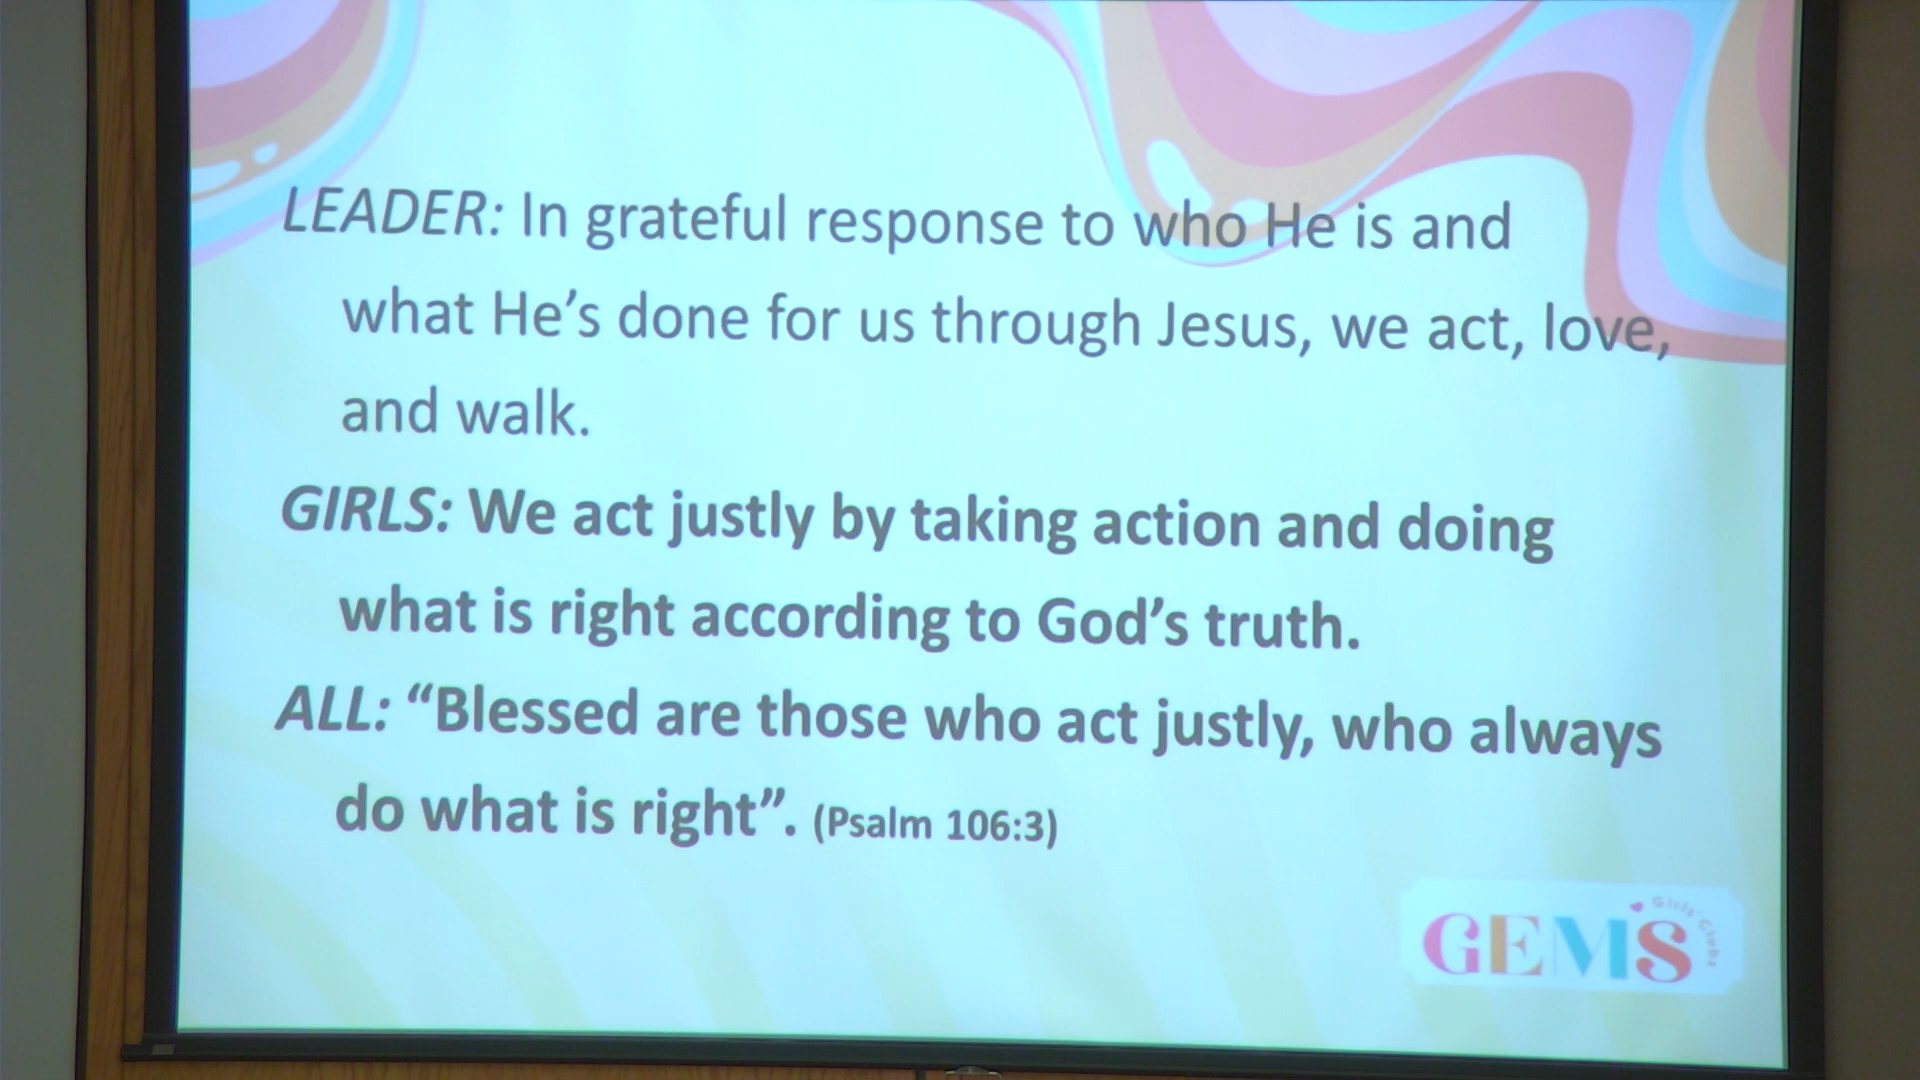 LEADER: In grateful response to who He is and
what He’s done for us through Jesus, we act, love,
and walk.
GIRLS: We act justly by taking action and doing
what is right according to God’s truth.
ALL: “Blessed are those who act justly, who always
do what is right”. (Psalm 106:3)
GEMS
Girls' Clubs